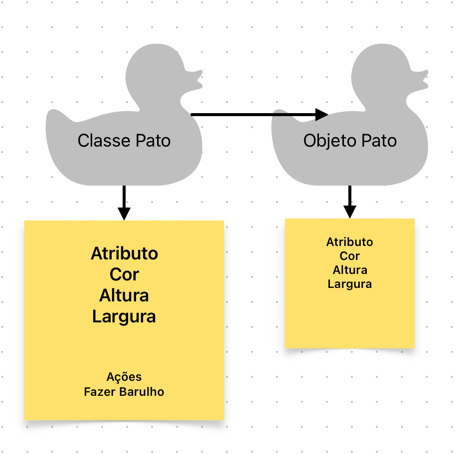 Classe Pato
Objeto Pato
Atributo
Cor
Altura
Largura
Ações
Fazer Barulho
Atributo
Cor
Altura
Largura